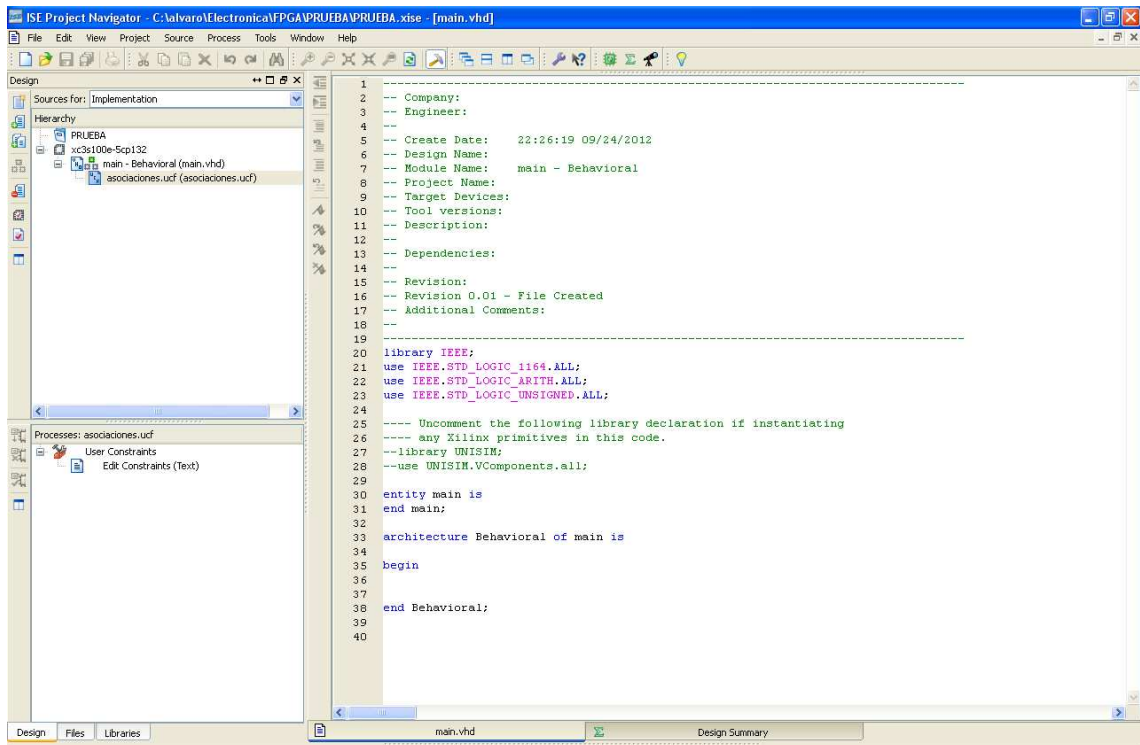 ISE Project Navigator - C:\alvaro\Electronica\FPGA\PRUEBA\PRUEBA.xise - [main.vhd]
File Edit View Project Source Process Tools Window Help
Design
Sources for: Implementation
Hierarchy
PRUEBA
xc3s100e-5cp132
main - Behavioral (main.vhd)
asociaciones.ucf (asociaciones.ucf)
Processes: asociaciones.ucf
User Constraints
Edit Constraints (Text)
Design Files Libraries
1 --------------------------------------------------------------------------------
2 -- Company:
3 -- Engineer:
4 --
5 -- Create Date: 22:26:19 09/24/2012
6 -- Design Name:
7 -- Module Name: main - Behavioral
8 -- Project Name:
9 -- Target Devices:
10 -- Tool versions:
11 -- Description:
12 --
13 -- Dependencies:
14 --
15 -- Revision:
16 -- Revision 0.01 - File Created
17 -- Additional Comments:
18 --
19 --------------------------------------------------------------------------------
20 library IEEE;
21 use IEEE.STD_LOGIC_1164.ALL;
22 use IEEE.STD_LOGIC_ARITH.ALL;
23 use IEEE.STD_LOGIC_UNSIGNED.ALL;
24
25 ---- Uncomment the following library declaration if instantiating
26 ---- any Xilinx primitives in this code.
27 --library UNISIM;
28 --use UNISIM.VComponents.all;
29
30 entity main is
31 end main;
32
33 architecture Behavioral of main is
34
35 begin
36
37
38 end Behavioral;
39
40
main.vhd Design Summary